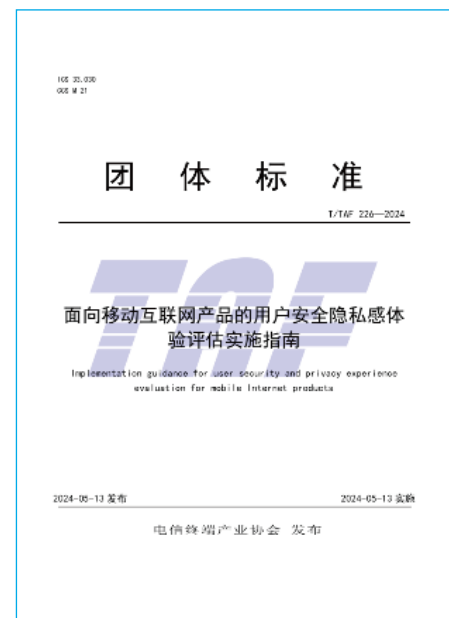 ICS 33.030
CCS M 21
团 体 标 准
T/TAF 226—2024
TAF
面向移动互联网产品的用户安全隐私感体
验评估实施指南
Implementation guidance for user security and privacy experience
evaluation for mobile Internet products
2024-05-13 发布
2024-05-13 实施
电信终端产业协会 发布